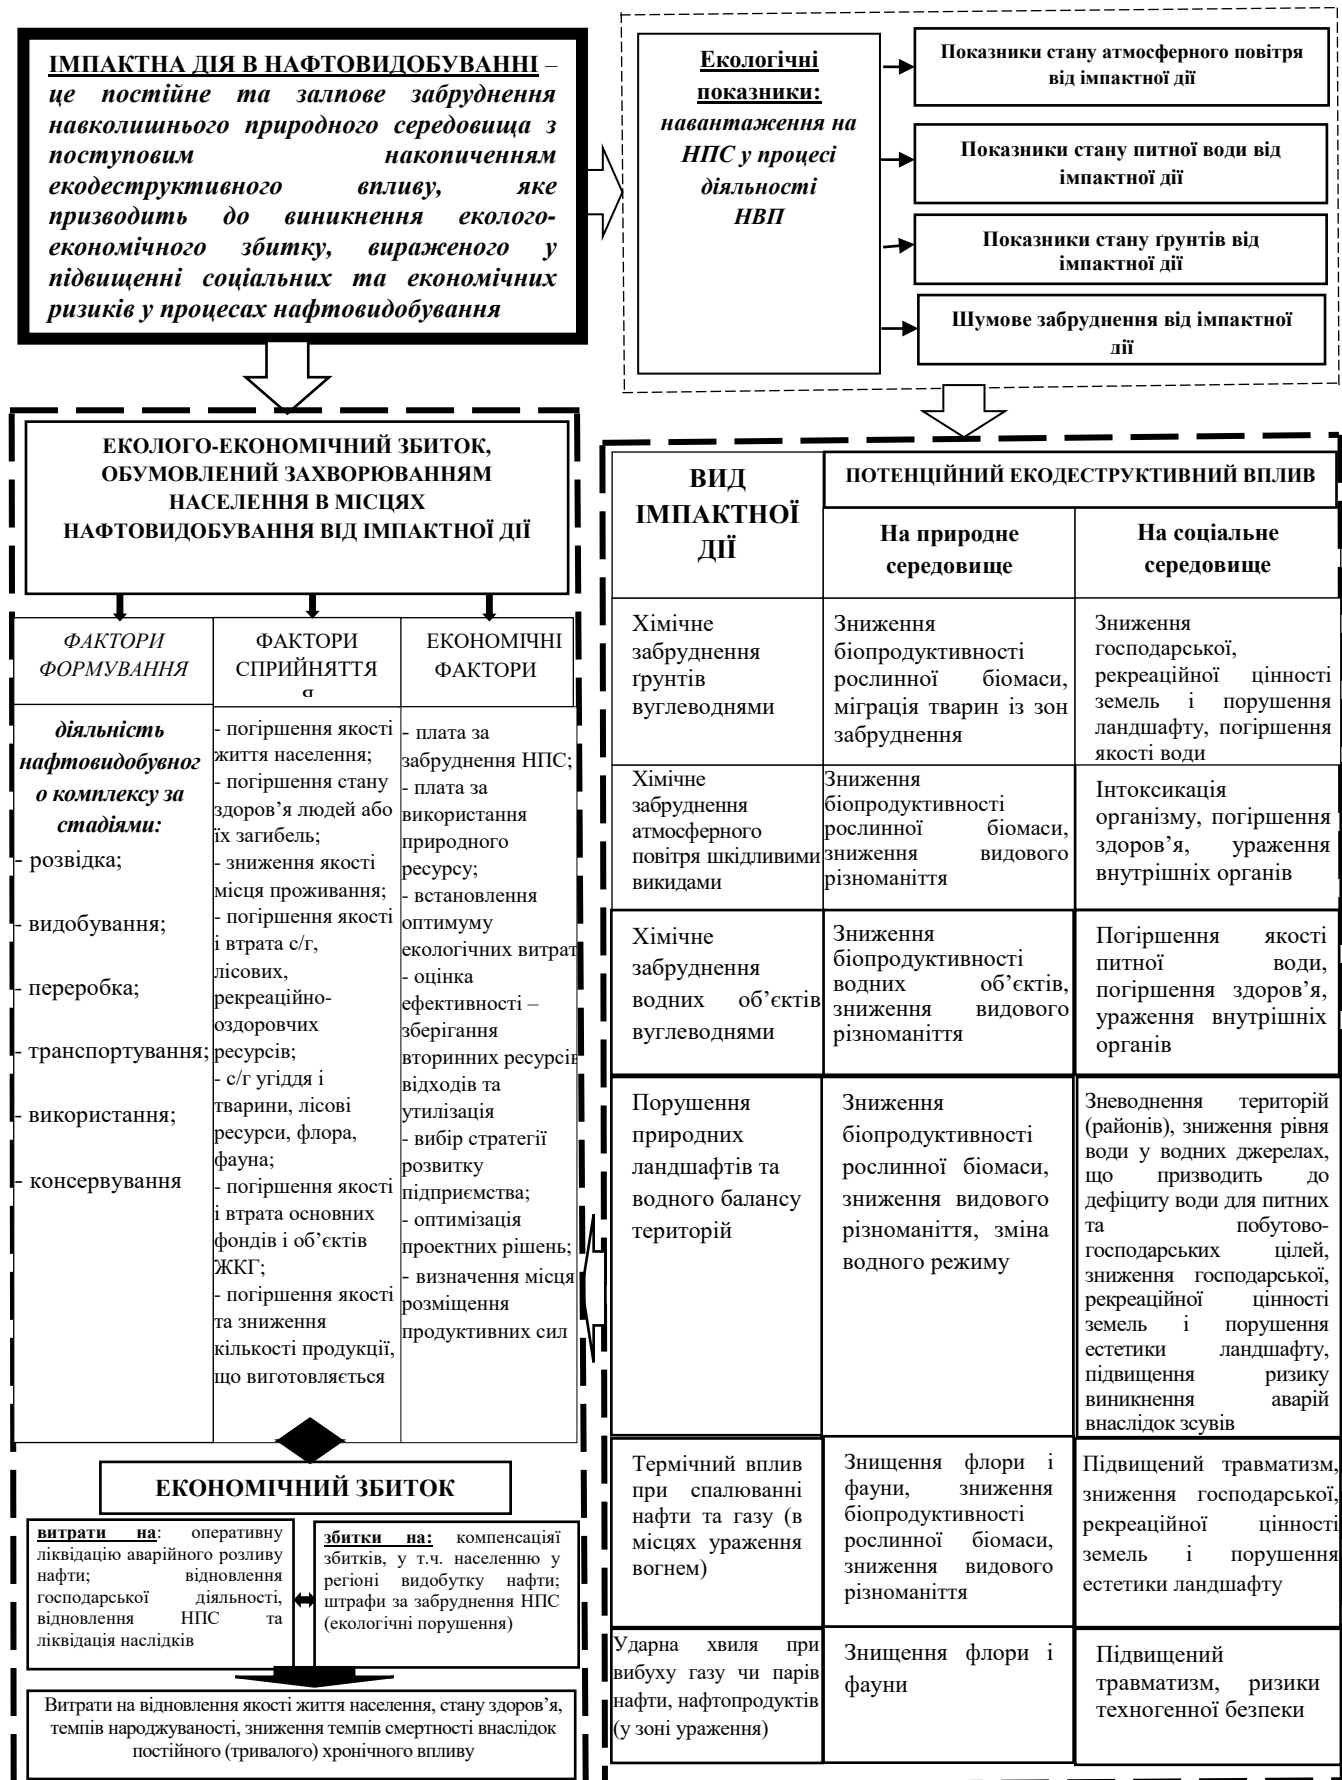 ІМПАКТНА ДІЯ В НАФТОВИДОБУВАННІ –
це постійне та залпове забруднення
навколишнього природного середовища з
поступовим накопиченням
екодеструктивного впливу, яке
призводить до виникнення еколого-
економічного збитку, вираженого у
підвищенні соціальних та економічних
ризиків у процесах нафтовидобування
Екологічні
показники:
навантаження на
НПС у процесі
діяльності
НВП
Показники стану атмосферного повітря
від імпактної дії
Показники стану питної води від
імпактної дії
Показники стану ґрунтів від
імпактної дії
Шумове забруднення від імпактної
дії
ЕКОЛОГО-ЕКОНОМІЧНИЙ ЗБИТОК,
ОБУМОВЛЕНИЙ ЗАХВОРЮВАННЯМ
НАСЕЛЕННЯ В МІСЦЯХ
НАФТОВИДОБУВАННЯ ВІД ІМПАКТНОЇ ДІЇ
ФАКТОРИ
ФОРМУВАННЯ
діяльність
нафтовидобувног
о комплексу за
стадіями:
- розвідка;
- видобування;
- переробка;
- транспортування;
- використання;
- консервування
ФАКТОРИ
СПРИЙНЯТТЯ
я
- погіршення якості
життя населення;
- погіршення стану
здоров’я людей або
їх загибель;
- зниження якості
місця проживання;
- погіршення якості
і втрата с/г,
лісових,
рекреаційно-
оздоровчих
ресурсів;
- с/г угіддя і
тварини, лісові
ресурси, флора,
фауна;
- погіршення якості
і втрата основних
фондів і об’єктів
ЖКГ;
- погіршення якості
та зниження
кількості продукції,
що виготовляється
ЕКОНОМІЧНІ
ФАКТОРИ
- плата за
забруднення НПС;
- плата за
використання
природного
ресурсу;
- встановлення
оптимуму
екологічних витрат
- оцінка
ефективності –
зберігання
вторинних ресурсів
відходів та
утилізація
- вибір стратегії
розвитку
підприємства;
- оптимізація
проектних рішень;
- визначення місця
розміщення
продуктивних сил
ЕКОНОМІЧНИЙ ЗБИТОК
витрати на: оперативну
ліквідацію аварійного розливу
нафти; відновлення
господарської діяльності,
відновлення НПС та
ліквідація наслідків
збитки на: компенсаціяї
збитків, у т.ч. населенню у
регіоні видобутку нафти;
штрафи за забруднення НПС
(екологічні порушення)
Витрати на відновлення якості життя населення, стану здоров’я,
темпів народжуваності, зниження темпів смертності внаслідок
постійного (тривалого) хронічного впливу
ВИД
ІМПАКТНОЇ
ДІЇ
ПОТЕНЦІЙНИЙ ЕКОДЕСТРУКТИВНИЙ ВПЛИВ
На природне
середовище
На соціальне
середовище
Хімічне
забруднення
ґрунтів
вуглеводнями
Зниження
біопродуктивності
рослинної біомаси,
міграція тварин із зон
забруднення
Зниження
господарської,
рекреаційної цінності
земель і порушення
ландшафту, погіршення
якості води
Хімічне
забруднення
атмосферного
повітря шкідливими
викидами
Зниження
біопродуктивності
рослинної біомаси,
зниження видового
різноманіття
Інтоксикація
організму, погіршення
здоров’я, ураження
внутрішніх органів
Хімічне
забруднення
водних об’єктів
вуглеводнями
Зниження
біопродуктивності
водних об’єктів,
зниження видового
різноманіття
Погіршення якості
питної води,
погіршення здоров’я,
ураження внутрішніх
органів
Порушення
природних
ландшафтів та
водного балансу
територій
Зниження
біопродуктивності
рослинної біомаси,
зниження видового
різноманіття, зміна
водного режиму
Зневоднення територій
(районів), зниження рівня
води у водних джерелах,
що призводить до
дефіциту води для питних
та побутово-
господарських цілей,
зниження господарської,
рекреаційної цінності
земель і порушення
естетики ландшафту,
підвищення ризику
виникнення аварій
внаслідок зсувів
Термічний вплив
при спалюванні
нафти та газу (в
місцях ураження
вогнем)
Знищення флори і
фауни, зниження
біопродуктивності
рослинної біомаси,
зниження видового
різноманіття
Підвищений травматизм,
зниження господарської,
рекреаційної цінності
земель і порушення
естетики ландшафту
Ударна хвиля при
вибуху газу чи парів
нафти, нафтопродуктів
(у зоні ураження)
Знищення флори і
фауни
Підвищений
травматизм, ризики
техногенної безпеки